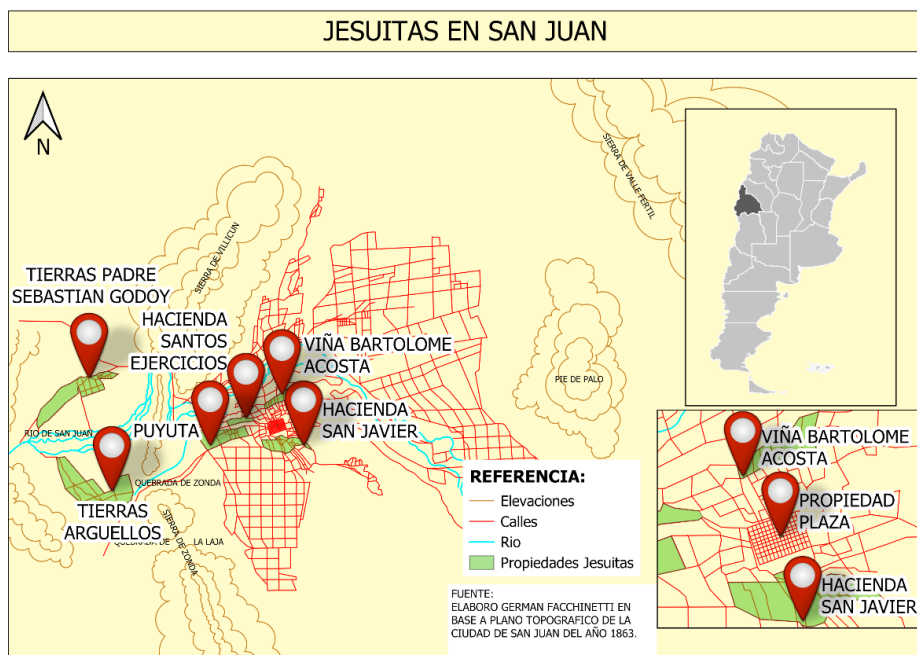 JESUITAS EN SAN JUAN
N
SIERRA DE VALLE FERTIL
SIERRA DE VILLICUN
TIERRAS PADRE
SEBASTIAN GODOY
HACIENDA
SANTOS
EJERCICIOS
VIÑA BARTOLOME
ACOSTA
PIE DE PALO
HACIENDA
SAN JAVIER
PUYUTA
RIO DE SAN JUAN
QUEBRADA DE ZONDA
TIERRAS
ARGUELLOS
QUEBRADA DE LA LAJA
SIERRA DE ZONDA
REFERENCIA:
Elevaciones
Calles
Rio
Propiedades Jesuitas
FUENTE:
ELABORO GERMAN FACCHINETTI EN
BASE A PLANO TOPOGRAFICO DE LA
CIUDAD DE SAN JUAN DEL AÑO 1863.
VIÑA BARTOLOME
ACOSTA
PROPIEDAD
PLAZA
HACIENDA
SAN JAVIER